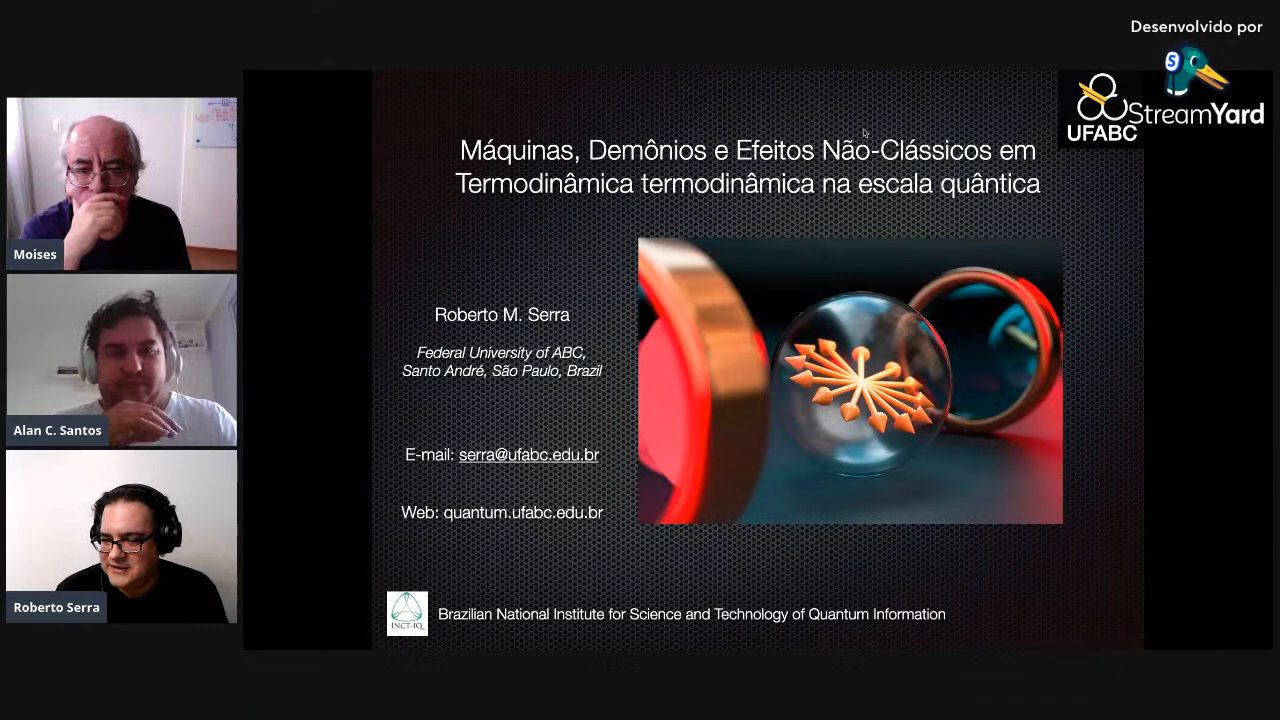 Desenvolvido por
S
StreamYard
UFABC
Máquinas, Demônios e Efeitos Não-Clássicos em
Termodinâmica termodinâmica na escala quântica
Moises
Roberto M. Serra
Federal University of ABC,
Santo André, São Paulo, Brazil
Alan C. Santos
E-mail: serra@ufabc.edu.br
Web: quantum.ufabc.edu.br
Roberto Serra
INCT-IQ
Brazilian National Institute for Science and Technology of Quantum Information